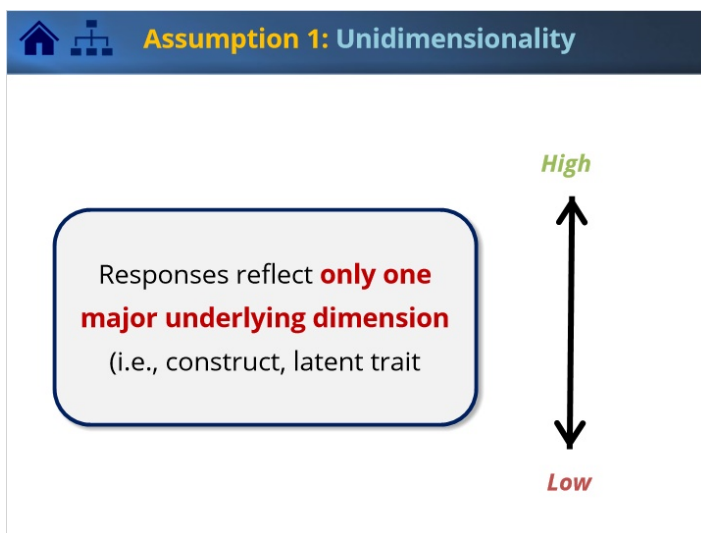 Assumption 1: Unidimensionality
High
Responses reflect only one
major underlying dimension
(i.e., construct, latent trait
Low